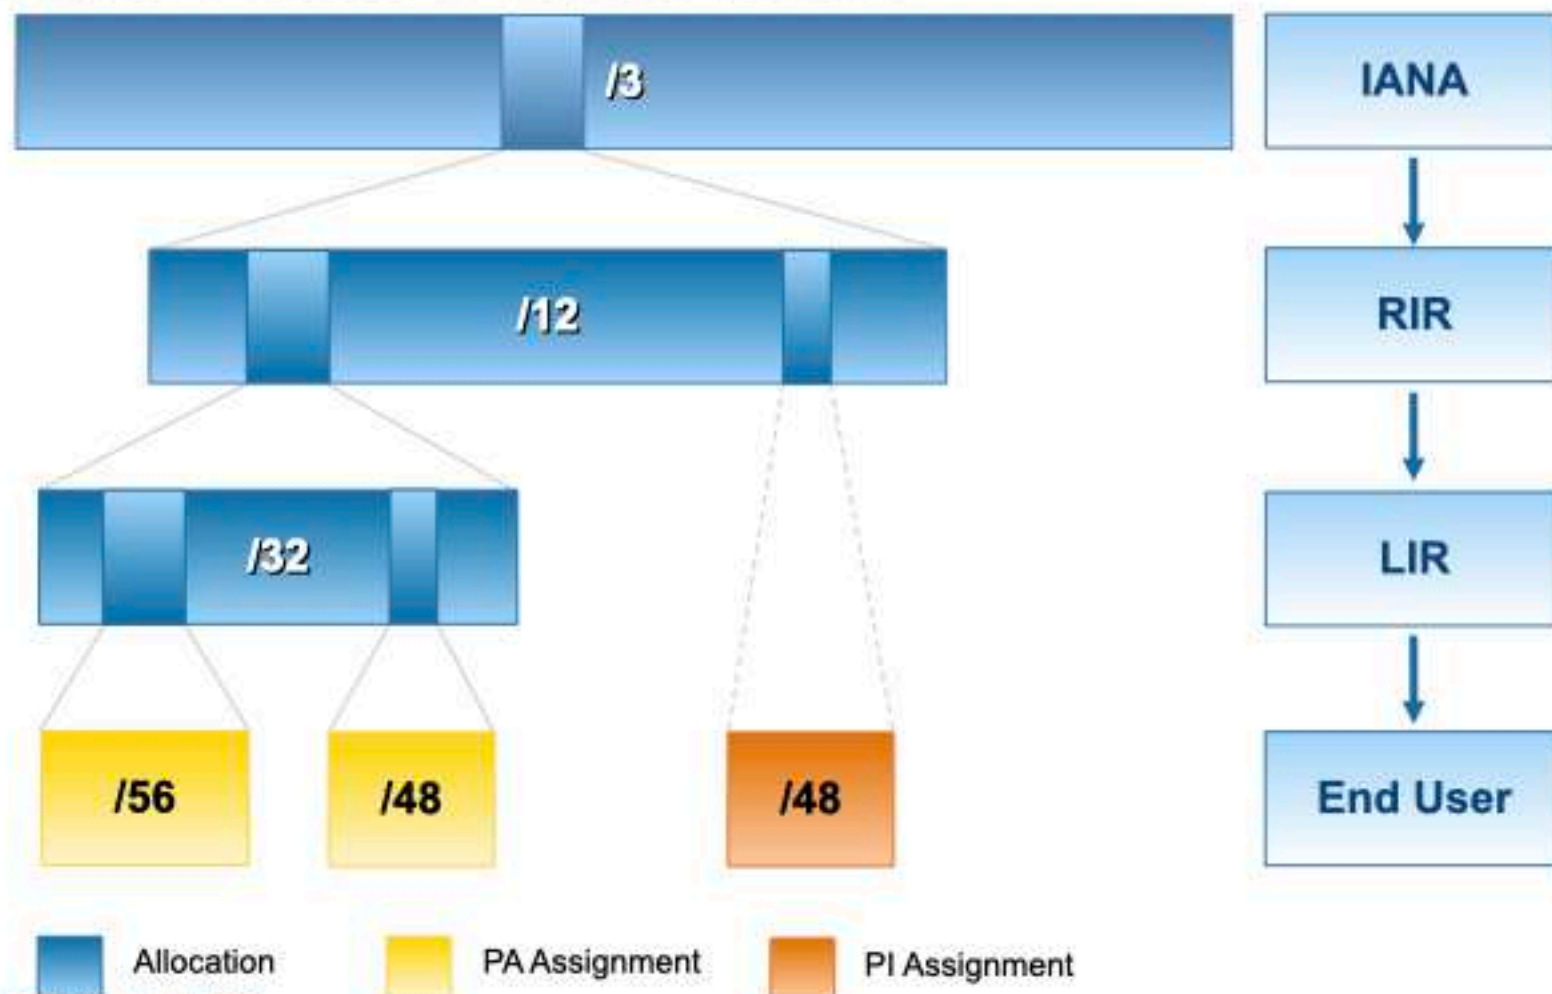 /3
IANA
/12
RIR
/32
LIR
/56
/48
/48
End User
Allocation
PA Assignment
PI Assignment